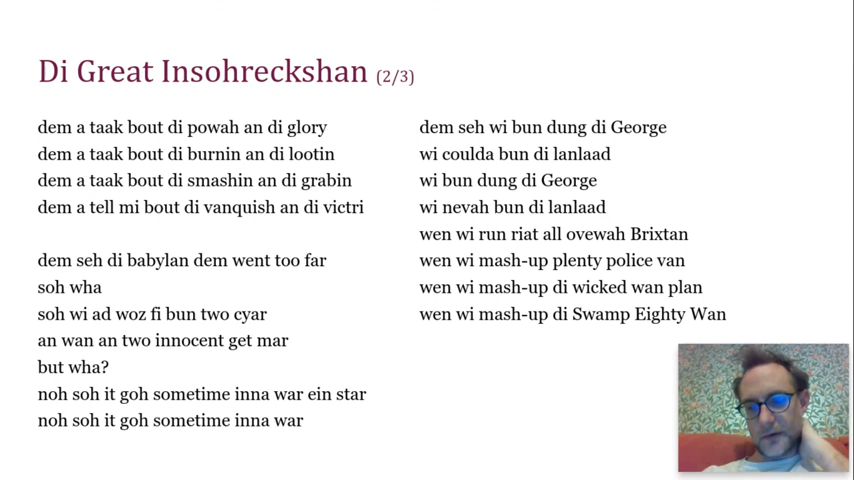 Di Great Insohreckshan (2/3)
dem a taak bout di powah an di glory
dem a taak bout di burnin an di lootin
dem a taak bout di smashin an di grabin
dem a tell mi bout di vanquish an di victri
dem seh di babylan dem went too far
soh wha
soh wi ad woz fi bun two cyar
an wan an two innocent get mar
but wha?
noh soh it goh sometime inna war ein star
noh soh it goh sometime inna war
dem seh wi bun dung di George
wi coulda bun di lanlaad
wi bun dung di George
wi nevah bun di lanlaad
wen wi run riat all ovewah Brixtan
wen wi mash-up plenty police van
wen wi mash-up di wicked wan plan
wen wi mash-up di Swamp Eighty Wan